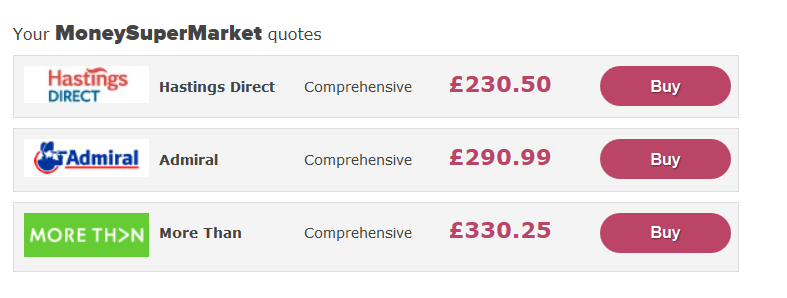 Your MoneySuperMarket quotes
Hastings DIRECT Hastings Direct Comprehensive £230.50 Buy
Admiral Admiral Comprehensive £290.99 Buy
MORE TH>N More Than Comprehensive £330.25 Buy